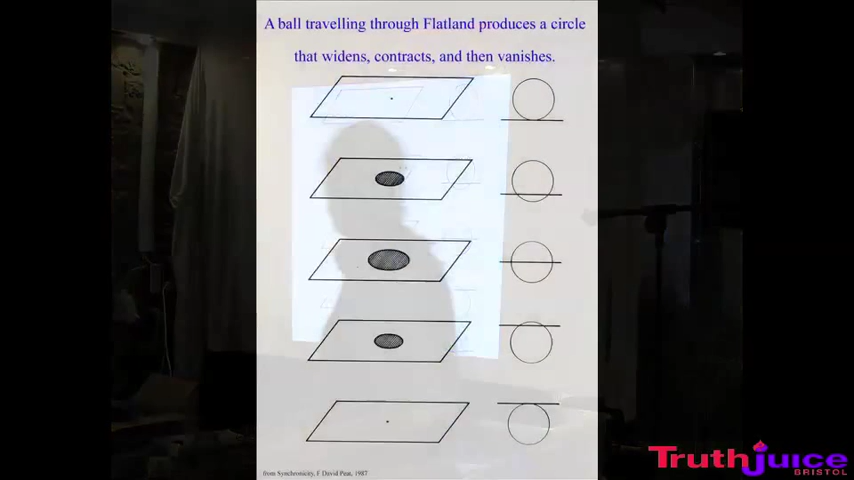 A ball travelling through Flatland produces a circle
that widens, contracts, and then vanishes.
from Synchronicity, F David Peat, 1987
Truthjuice
BRISTOL